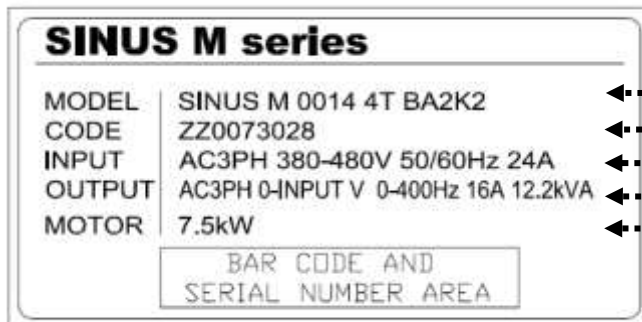 SINUS M series
MODEL SINUS M 0014 4T BA2K2
CODE ZZ0073028
INPUT AC3PH 380-480V 50/60Hz 24A
OUTPUT AC3PH 0-INPUT V 0-400Hz 16A 12.2kVA
MOTOR 7.5kW
BAR CODE AND
SERIAL NUMBER AREA